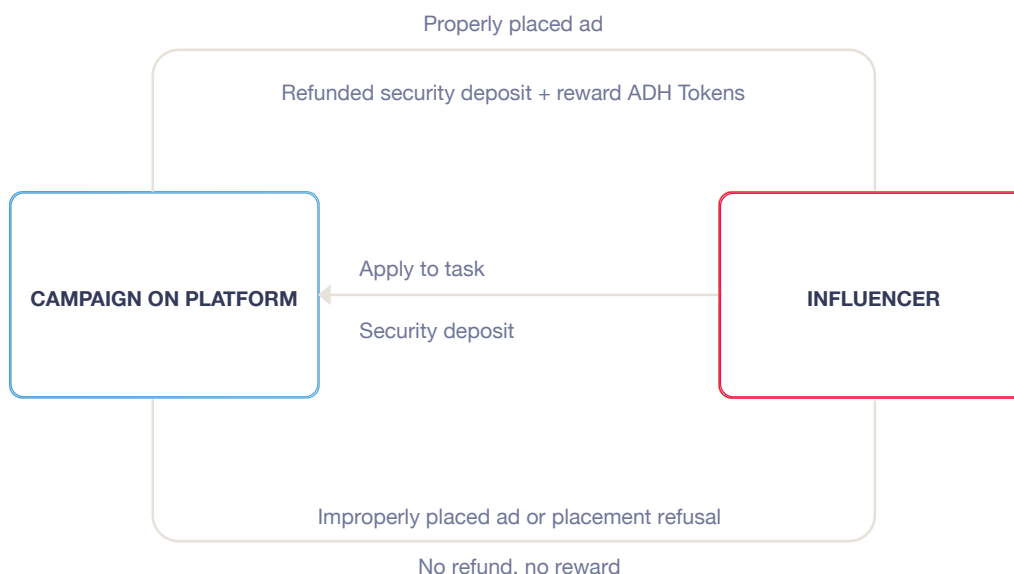 Properly placed ad
Refunded security deposit + reward ADH Tokens
Apply to task
CAMPAIGN ON PLATFORM
INFLUENCER
Security deposit
Improperly placed ad or placement refusal
No refund, no reward